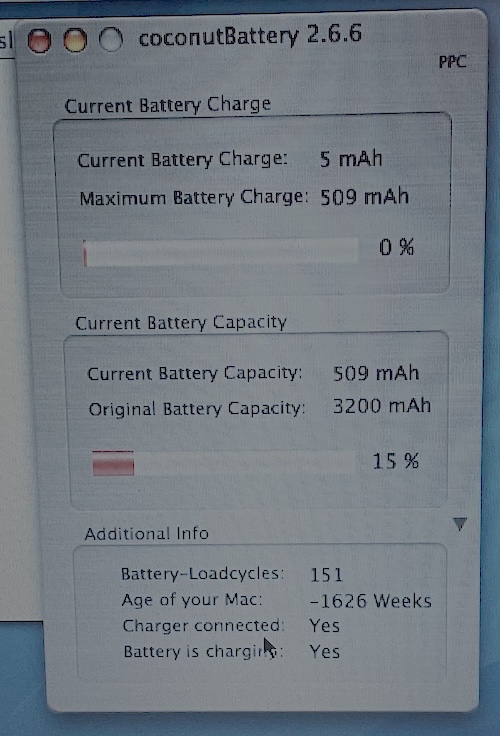 sl
coconutBattery 2.6.6
PPC
Current Battery Charge
Current Battery Charge: 5 mAh
Maximum Battery Charge: 509 mAh
0 %
Current Battery Capacity
Current Battery Capacity: 509 mAh
Original Battery Capacity: 3200 mAh
15 %
Additional Info
Battery-Loadcycles: 151
Age of your Mac: -1626 Weeks
Charger connected: Yes
Battery is charging: Yes